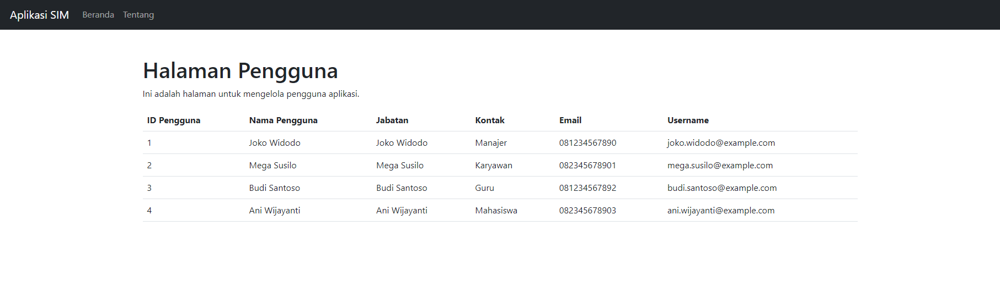 Aplikasi SIM Beranda Tentang
Halaman Pengguna
Ini adalah halaman untuk mengelola pengguna aplikasi.
ID Pengguna Nama Pengguna Jabatan Kontak Email Username
1 Joko Widodo Joko Widodo Manajer 081234567890 joko.widodo@example.com
2 Mega Susilo Mega Susilo Karyawan 082345678901 mega.susilo@example.com
3 Budi Santoso Budi Santoso Guru 081234567892 budi.santoso@example.com
4 Ani Wijayanti Ani Wijayanti Mahasiswa 082345678903 ani.wijayanti@example.com